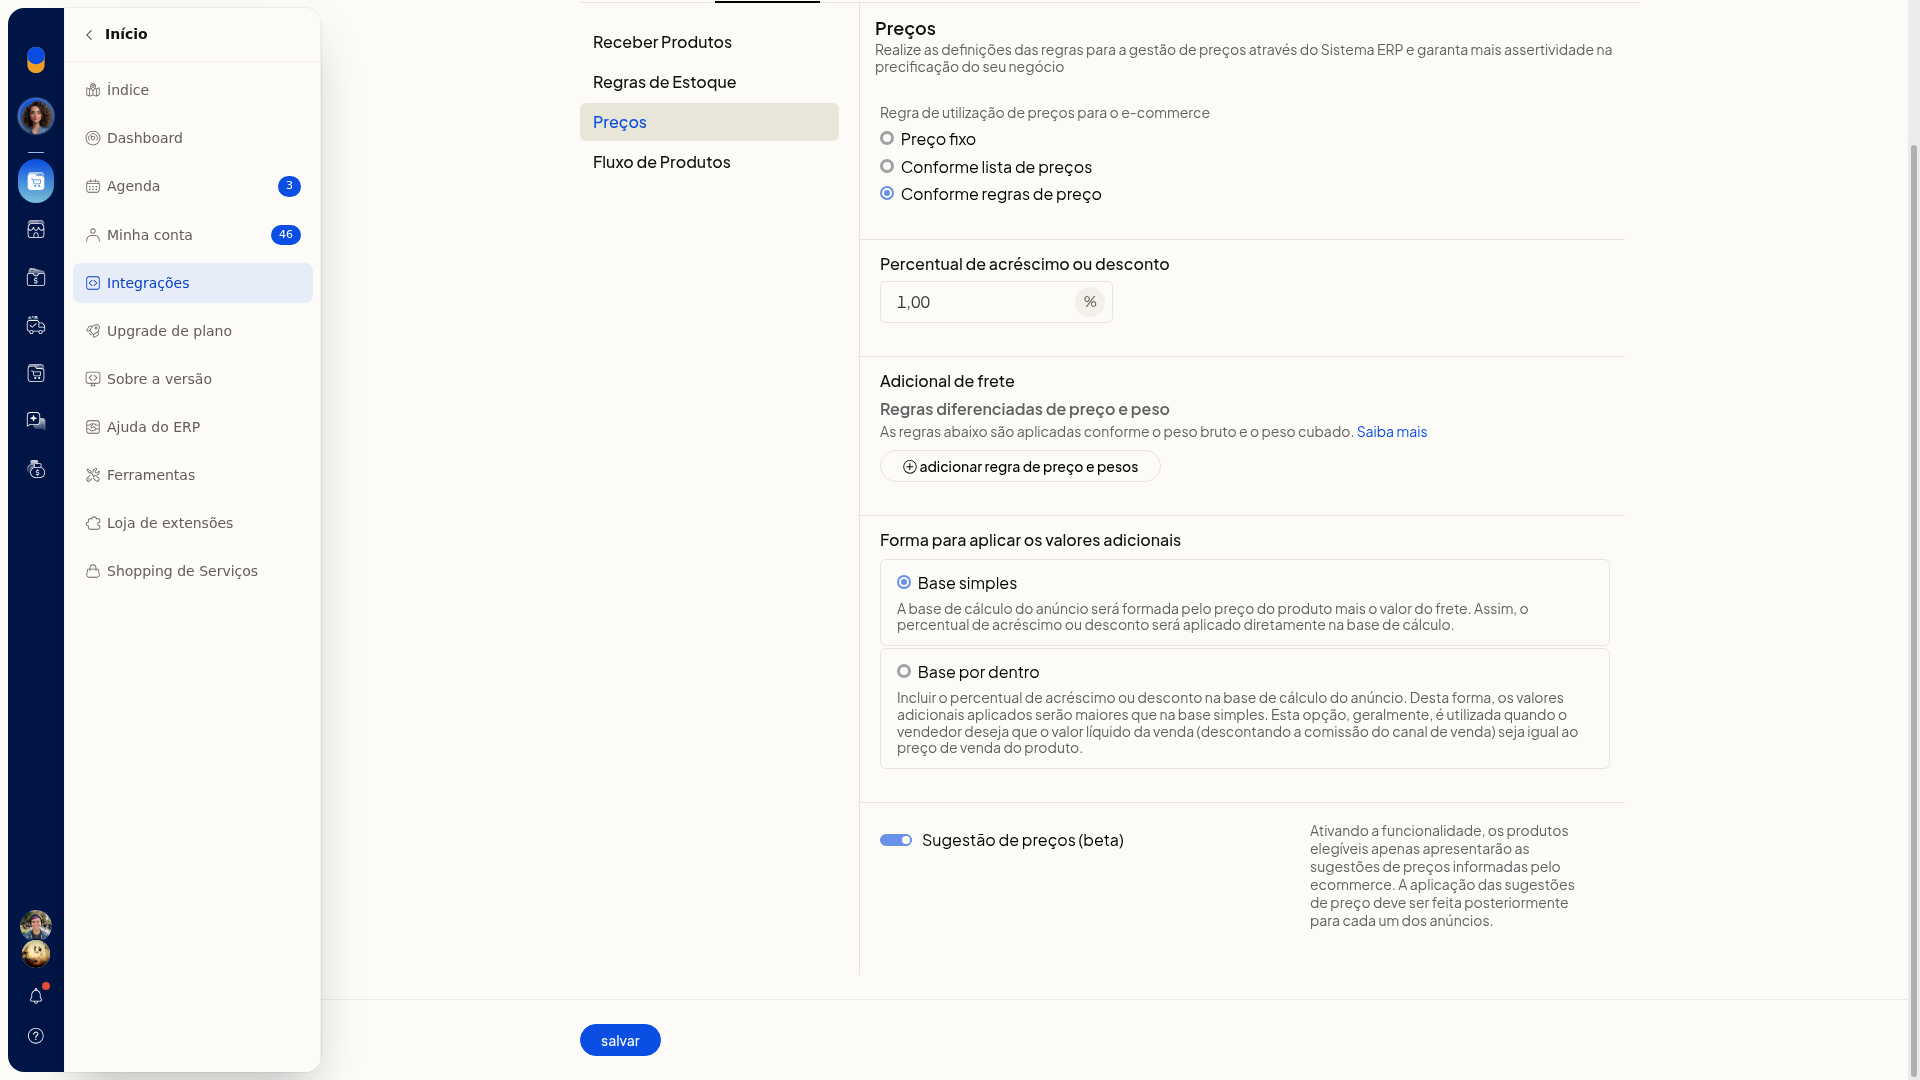 Início
Índice
Dashboard
Agenda
3
Minha conta
46
Integrações
Upgrade de plano
Sobre a versão
Ajuda do ERP
Ferramentas
Loja de extensões
Shopping de Serviços
Receber Produtos
Regras de Estoque
Preços
Fluxo de Produtos
Preços
Realize as definições das regras para a gestão de preços através do Sistema ERP e garanta mais assertividade na
precificação do seu negócio
Regra de utilização de preços para o e-commerce
Preço fixo
Conforme lista de preços
Conforme regras de preço
Percentual de acréscimo ou desconto
1,00
%
Adicional de frete
Regras diferenciadas de preço e peso
As regras abaixo são aplicadas conforme o peso bruto e o peso cubado. Saiba mais
adicionar regra de preço e pesos
Forma para aplicar os valores adicionais
Base simples
A base de cálculo do anúncio será formada pelo preço do produto mais o valor do frete. Assim, o
percentual de acréscimo ou desconto será aplicado diretamente na base de cálculo.
Base por dentro
Incluir o percentual de acréscimo ou desconto na base de cálculo do anúncio. Desta forma, os valores
adicionais aplicados serão maiores que na base simples. Esta opção, geralmente, é utilizada quando o
vendedor deseja que o valor líquido da venda (descontando a comissão do canal de venda) seja igual ao
preço de venda do produto.
Sugestão de preços (beta)
Ativando a funcionalidade, os produtos
elegíveis apenas apresentarão as
sugestões de preços informadas pelo
ecommerce. A aplicação das sugestões
de preço deve ser feita posteriormente
para cada um dos anúncios.
salvar